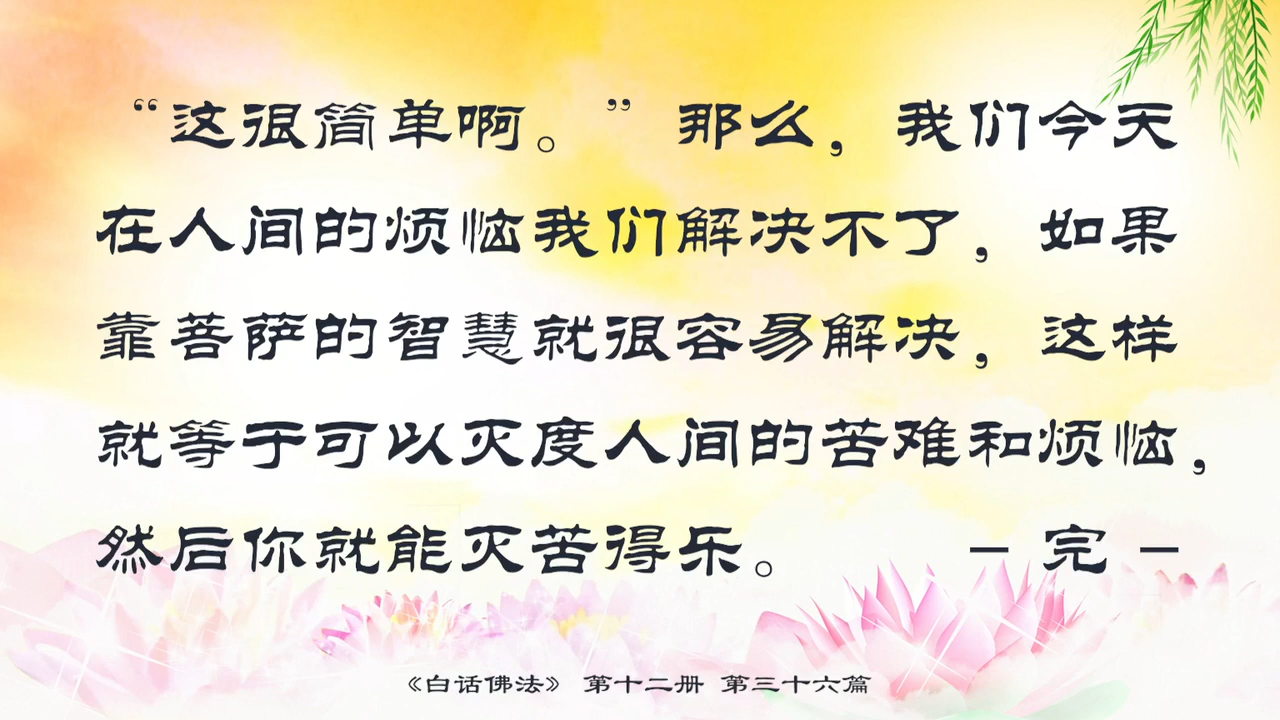 “这很简单啊。”那么，我们今天
在人间的烦恼我们解决不了，如果
靠菩萨的智慧就很容易解决，这样
就等于可以灭度人间的苦难和烦恼，
然后你就能灭苦得乐。 － 完 －
《白话佛法》 第十二册 第三十六篇